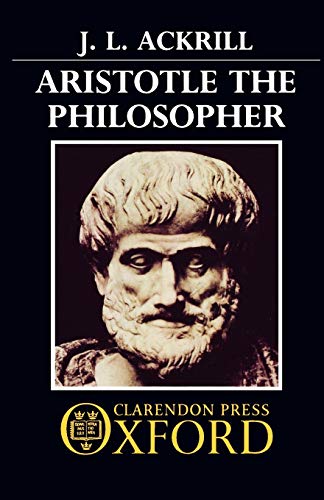 J. L. ACKRILL
ARISTOTLE THE
PHILOSOPHER
CLARENDON PRESS
OXFORD